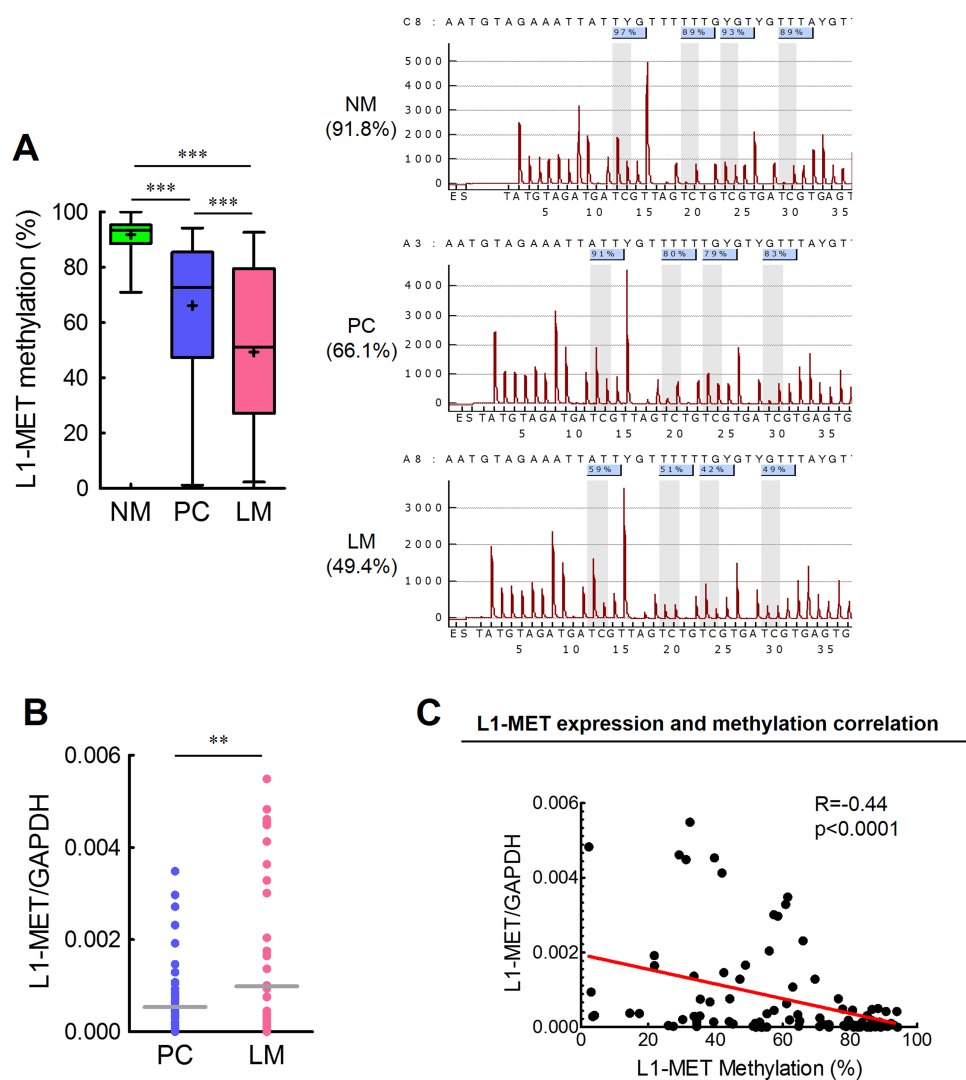 A
L1-MET methylation (%)
100
80
60
40
20
0
***
***
***
NM
PC
LM
NM
(91.8%)
C8 : AATGTAGAAATTATTYGTTTTTTGYGTYGTTTAYGT
97%
89%
93%
89%
5000
4000
3000
2000
1000
0
ES TATGTAGATGATCGTTAGTCTGTCGTGATCGTGAGT
5 10 15 20 25 30 35
PC
(66.1%)
A3 : AATGTAGAAATTATTYGTTTTTTGYGTYGTTTAYGT
91%
80%
79%
83%
4000
3000
2000
1000
0
ESTATGTAGATGATCGTTAGTCTGTCGTGATCGTGAGTG
5 10 15 20 25 30 35
LM
(49.4%)
A8 : AATGTAGAAATTATTYGTTTTTTGYGTYGTTTAYGT
59%
51%
42%
49%
3000
2000
1000
0
ES TATGTAGATGATCGTTAGTCTGTCGTGATCGTGAGTG
5 10 15 20 25 30 35
B
L1-MET/GAPDH
0.006
0.004
0.002
0.000
**
PC
LM
C
L1-MET expression and methylation correlation
L1-MET/GAPDH
0.006
0.004
0.002
0.000
R=-0.44
p<0.0001
0 20 40 60 80 100
L1-MET Methylation (%)